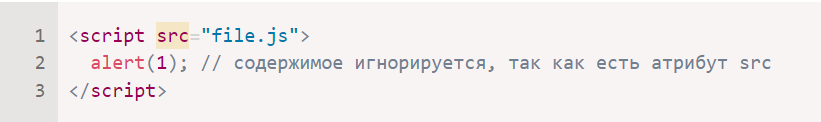 1 <script src="file.js">
2   alert(1); // содержимое игнорируется, так как есть атрибут src
3 </script>